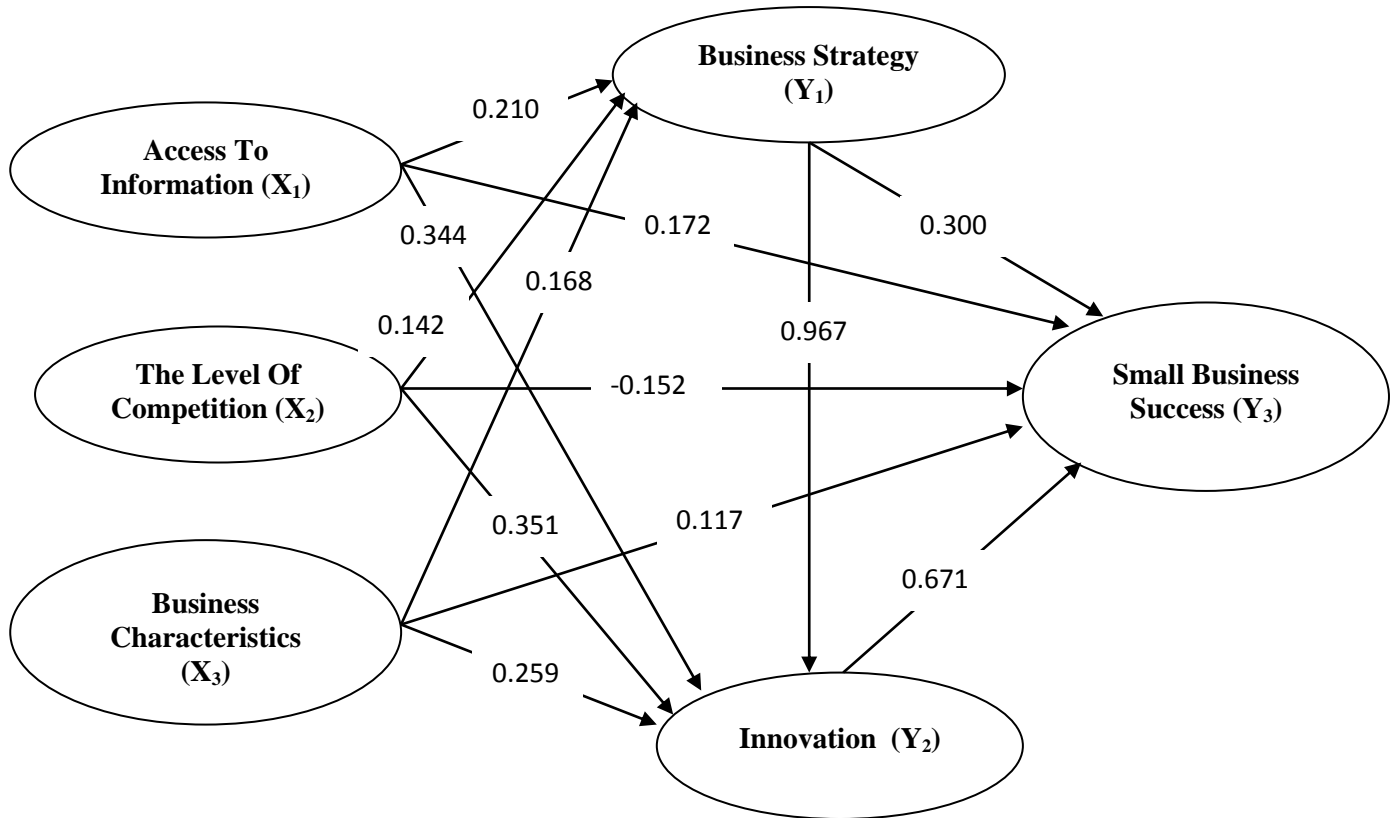 Business Strategy
(Y₁)
0.210
Access To
Information (X₁)
0.344
0.172
0.300
0.168
0.142
0.967
The Level Of
Competition (X₂)
-0.152
Small Business
Success (Y₃)
0.351
0.117
0.671
Business
Characteristics
(X₃)
0.259
Innovation (Y₂)